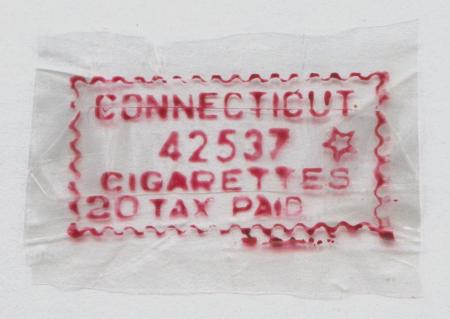 CONNECTICUT
42537
CIGARETTES
20 TAX PAID